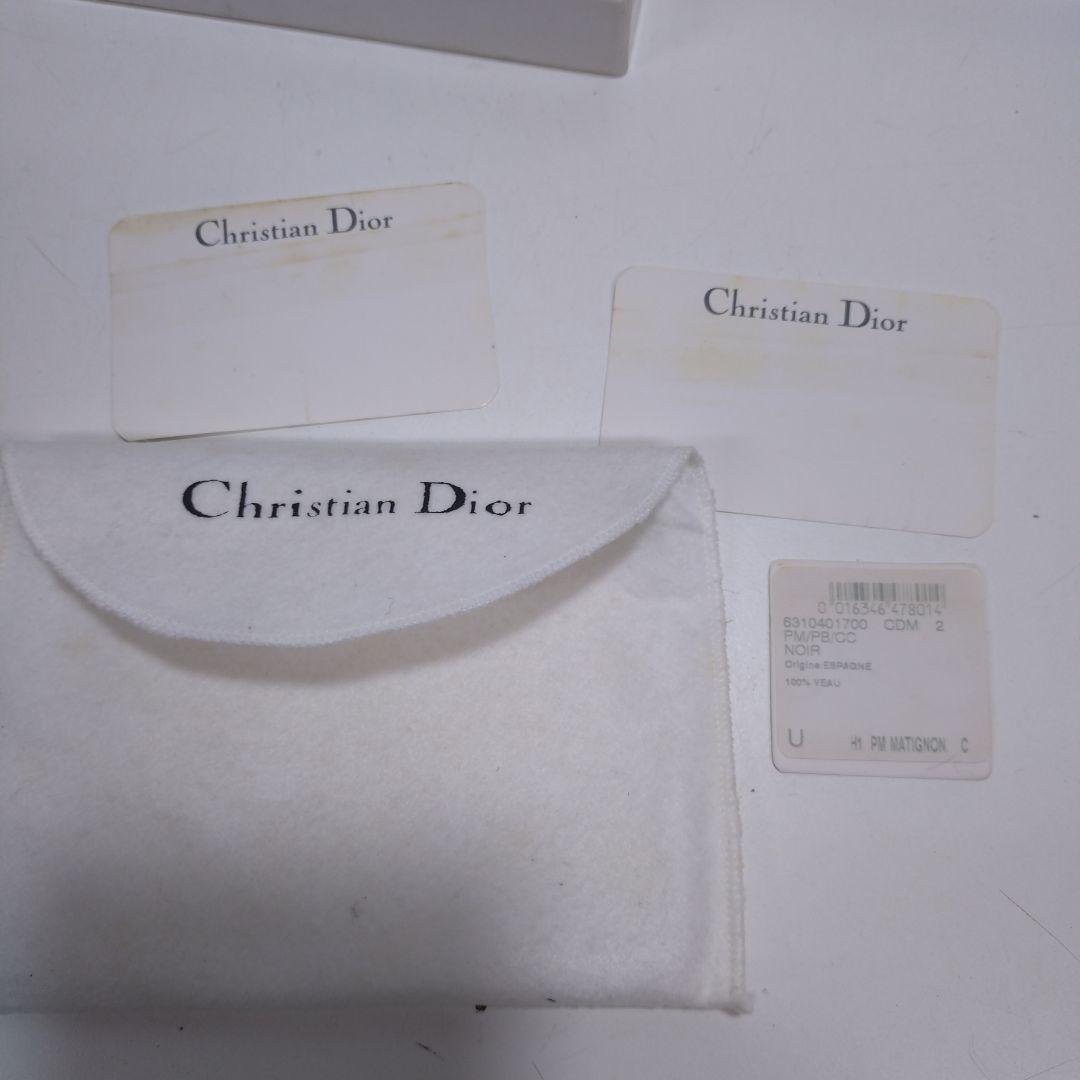 Christian Dior
Christian Dior
Christian Dior
0 016346 478014
6310401700 CDM 2
PM/PB/CC
NOIR
Origine:ESPAGNE
100% VEAU
U H1 PM MATIGNON C